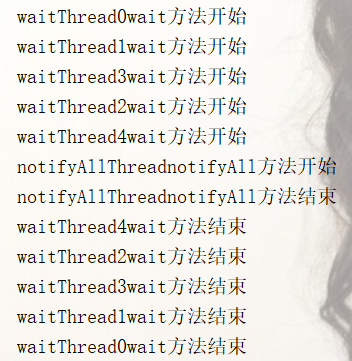 waitThread0wait方法开始
waitThread1wait方法开始
waitThread3wait方法开始
waitThread2wait方法开始
waitThread4wait方法开始
notifyAllThreadnotifyAll方法开始
notifyAllThreadnotifyAll方法结束
waitThread4wait方法结束
waitThread2wait方法结束
waitThread3wait方法结束
waitThread1wait方法结束
waitThread0wait方法结束